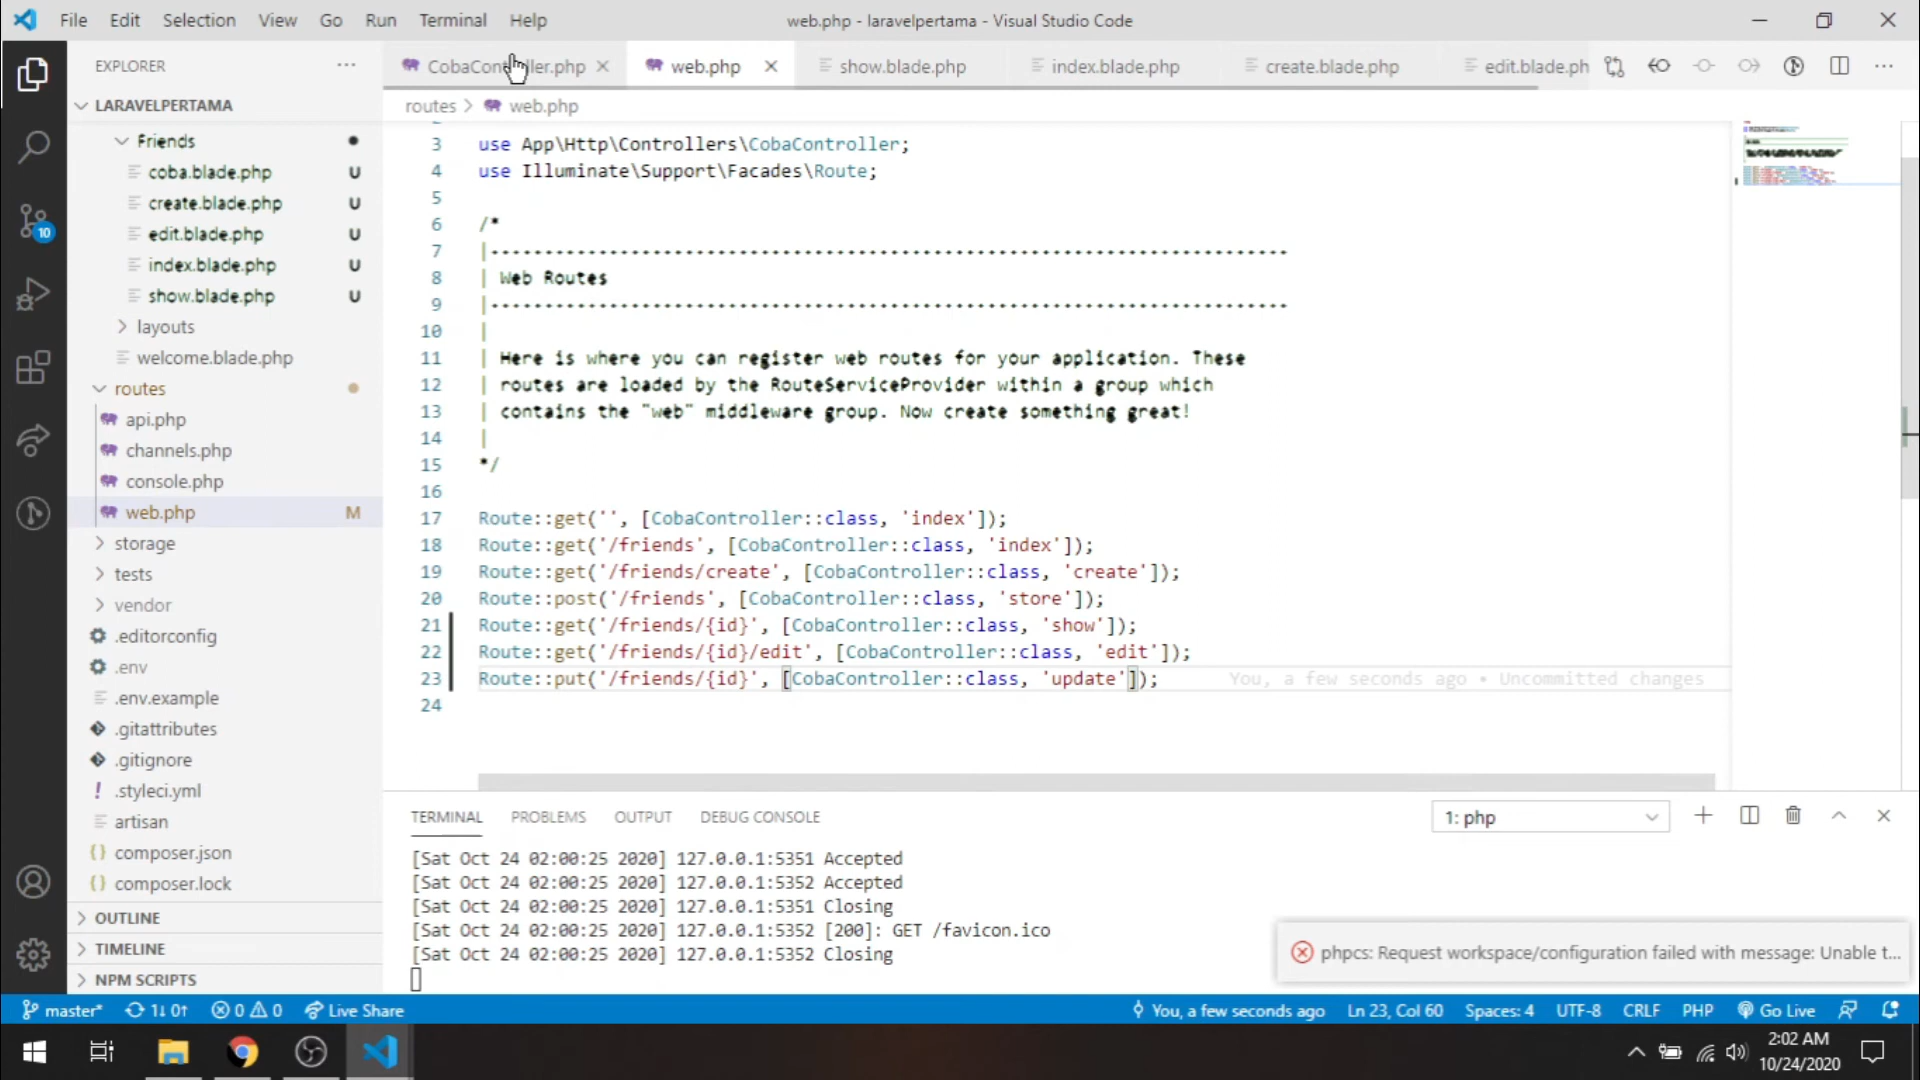 File Edit Selection View Go Run Terminal Help
web.php - laravelpertama - Visual Studio Code
EXPLORER
CobaController.php
web.php
show.blade.php
index.blade.php
create.blade.php
edit.blade.ph
LARAVELPERTAMA
routes > web.php
Friends
coba.blade.php U
create.blade.php U
edit.blade.php U
index.blade.php U
show.blade.php U
layouts
welcome.blade.php
routes
api.php
channels.php
console.php
web.php M
storage
tests
vendor
.editorconfig
.env
.env.example
.gitattributes
.gitignore
! .styleci.yml
artisan
{} composer.json
{} composer.lock
OUTLINE
TIMELINE
NPM SCRIPTS
10
3 use App\Http\Controllers\CobaController;
4 use Illuminate\Support\Facades\Route;
5
6 /*
7 |--------------------------------------------------------------------------
8 | Web Routes
9 |--------------------------------------------------------------------------
10 |
11 | Here is where you can register web routes for your application. These
12 | routes are loaded by the RouteServiceProvider within a group which
13 | contains the "web" middleware group. Now create something great!
14 |
15 */
16
17 Route::get('', [CobaController::class, 'index']);
18 Route::get('/friends', [CobaController::class, 'index']);
19 Route::get('/friends/create', [CobaController::class, 'create']);
20 Route::post('/friends', [CobaController::class, 'store']);
21 Route::get('/friends/{id}', [CobaController::class, 'show']);
22 Route::get('/friends/{id}/edit', [CobaController::class, 'edit']);
23 Route::put('/friends/{id}', [CobaController::class, 'update']); You, a few seconds ago • Uncommitted changes
24
TERMINAL PROBLEMS OUTPUT DEBUG CONSOLE
1: php
[Sat Oct 24 02:00:25 2020] 127.0.0.1:5351 Accepted
[Sat Oct 24 02:00:25 2020] 127.0.0.1:5352 Accepted
[Sat Oct 24 02:00:25 2020] 127.0.0.1:5351 Closing
[Sat Oct 24 02:00:25 2020] 127.0.0.1:5352 [200]: GET /favicon.ico
[Sat Oct 24 02:00:25 2020] 127.0.0.1:5352 Closing
phpcs: Request workspace/configuration failed with message: Unable t...
master* 1↓ 0↑ 0 0 Live Share
You, a few seconds ago Ln 23, Col 60 Spaces: 4 UTF-8 CRLF PHP Go Live
2:02 AM
10/24/2020